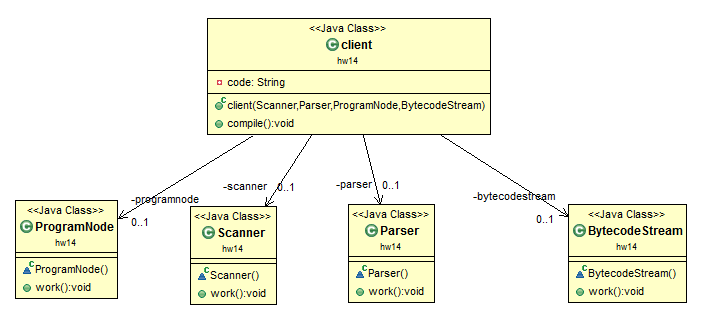 <<Java Class>>
client
hw14
code: String
client(Scanner,Parser,ProgramNode,BytecodeStream)
compile():void
-programnode
0..1
-scanner
0..1
-parser
0..1
-bytecodestream
0..1
<<Java Class>>
ProgramNode
hw14
ProgramNode()
work():void
<<Java Class>>
Scanner
hw14
Scanner()
work():void
<<Java Class>>
Parser
hw14
Parser()
work():void
<<Java Class>>
BytecodeStream
hw14
BytecodeStream()
work():void